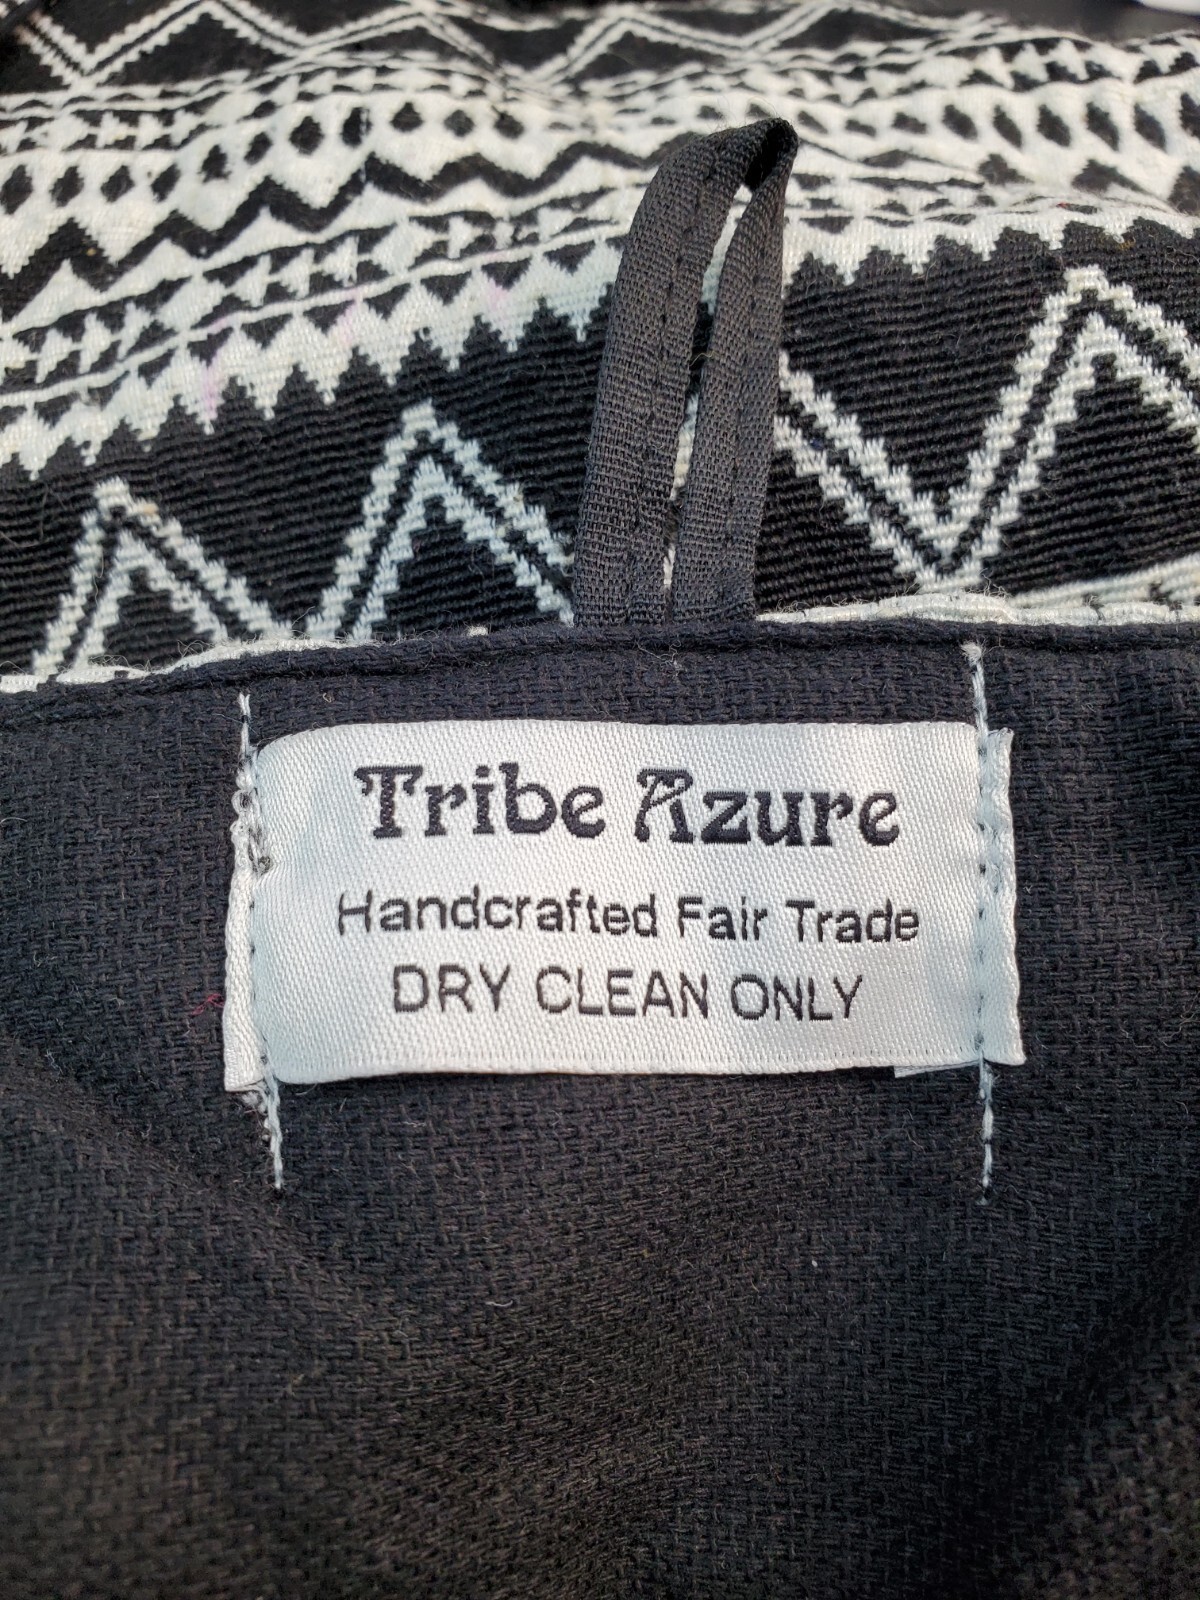 Tribe Azure
Handcrafted Fair Trade
DRY CLEAN ONLY